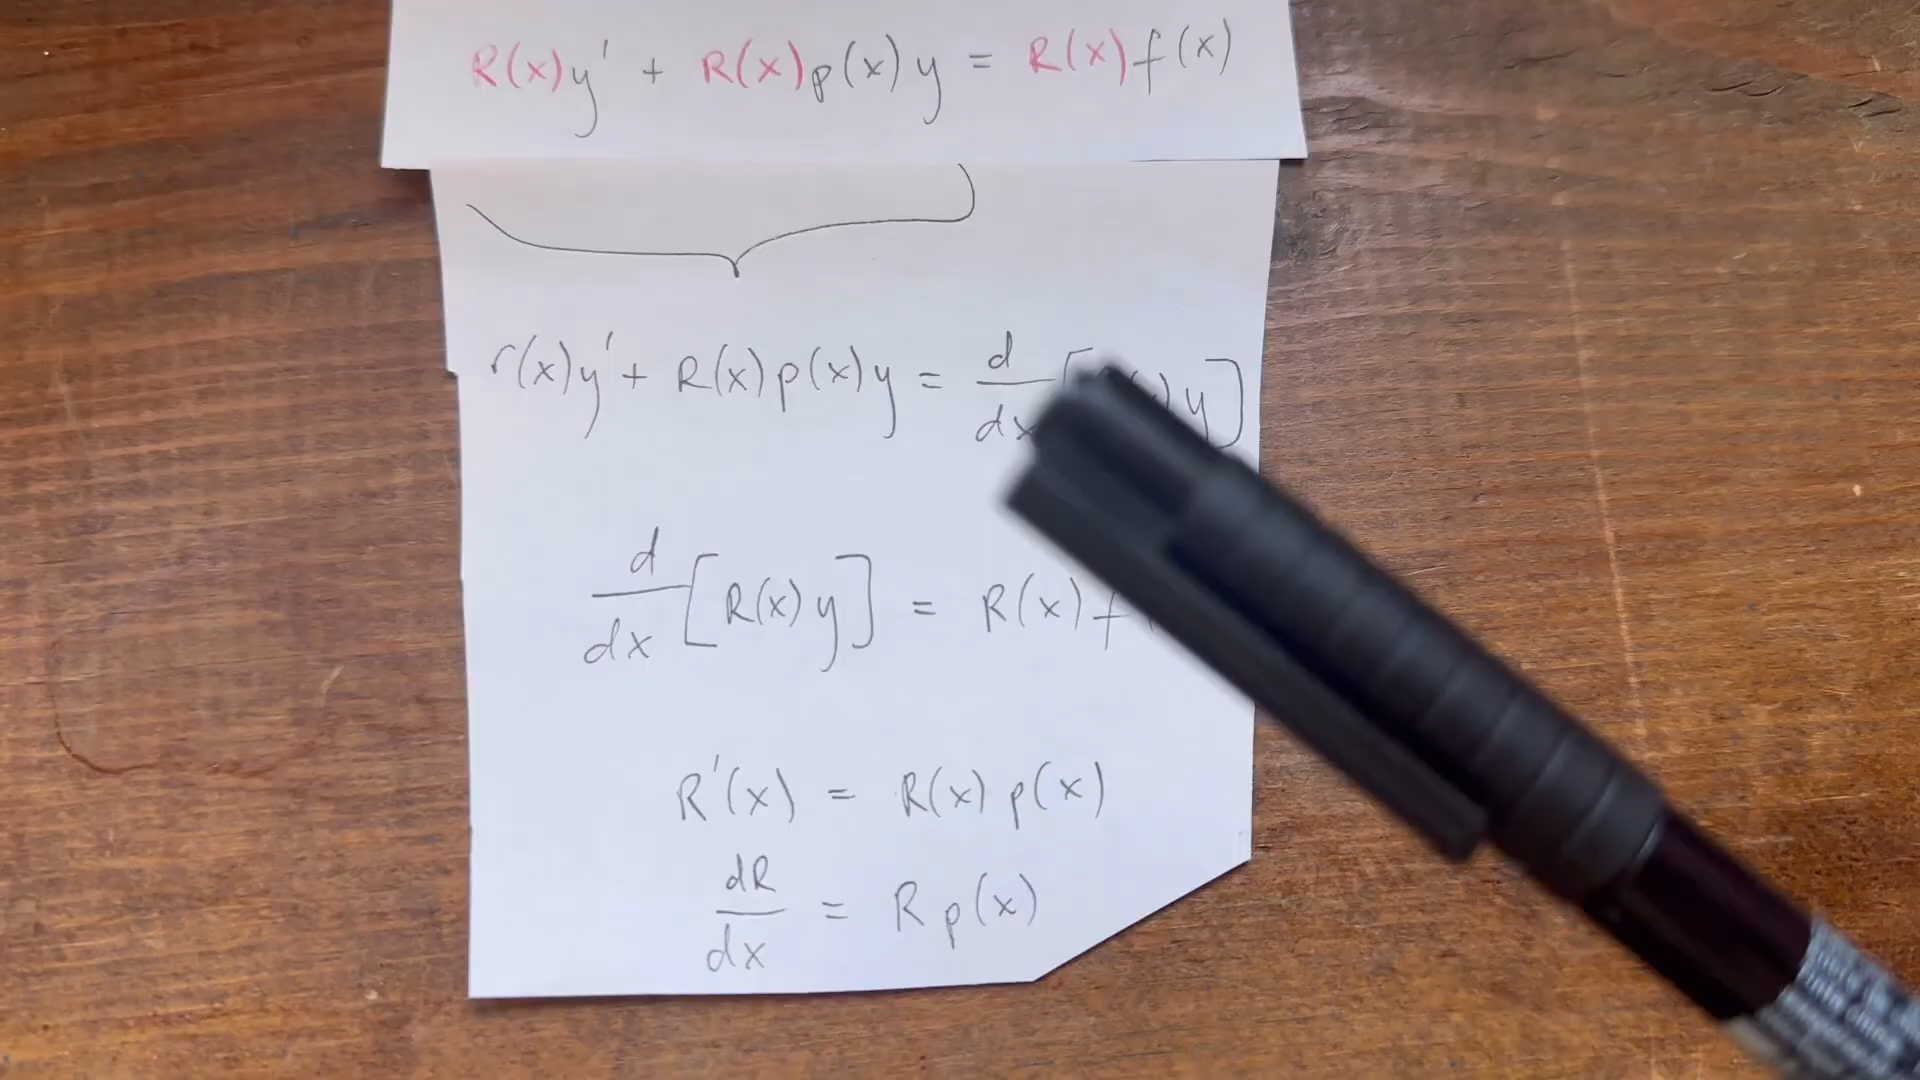 R(x)y' + R(x)p(x)y = R(x)f(x)
r(x)y' + R(x)p(x)y = d/dx [ y]
d/dx [R(x)y] = R(x)f
R'(x) = R(x)p(x)
dR/dx = Rp(x)